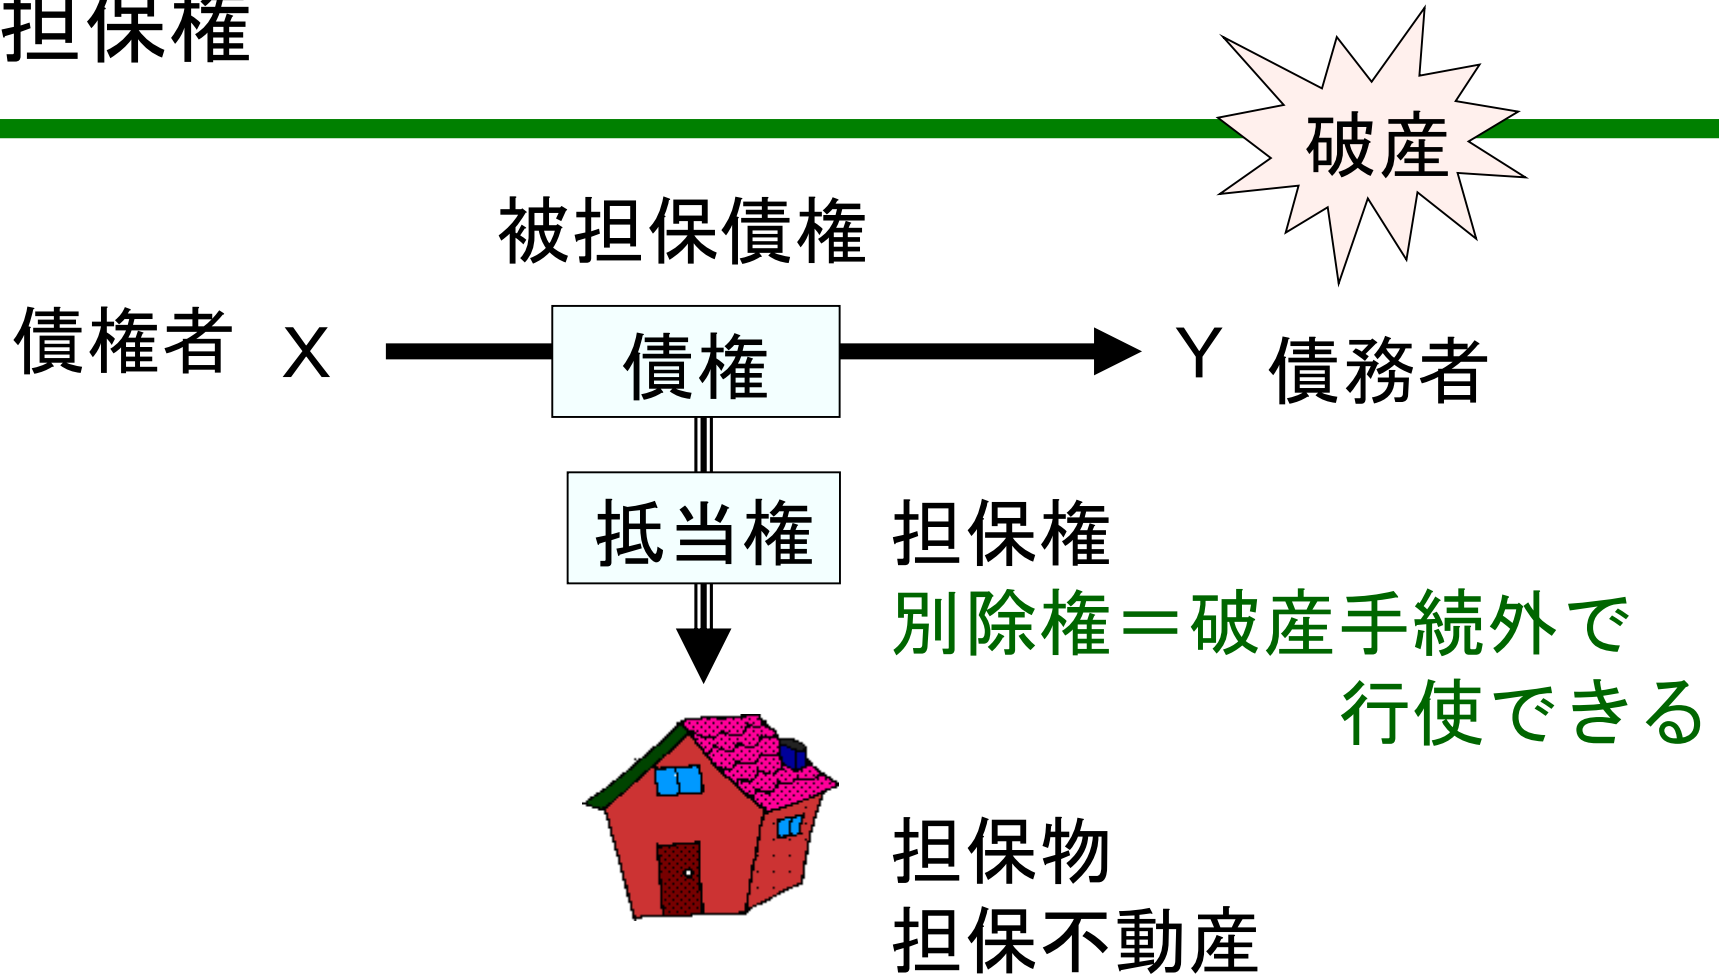 担保権
破産
被担保債権
債権者 X
債権
Y 債務者
抵当権
担保権
別除権＝破産手続外で
行使できる
担保物
担保不動産